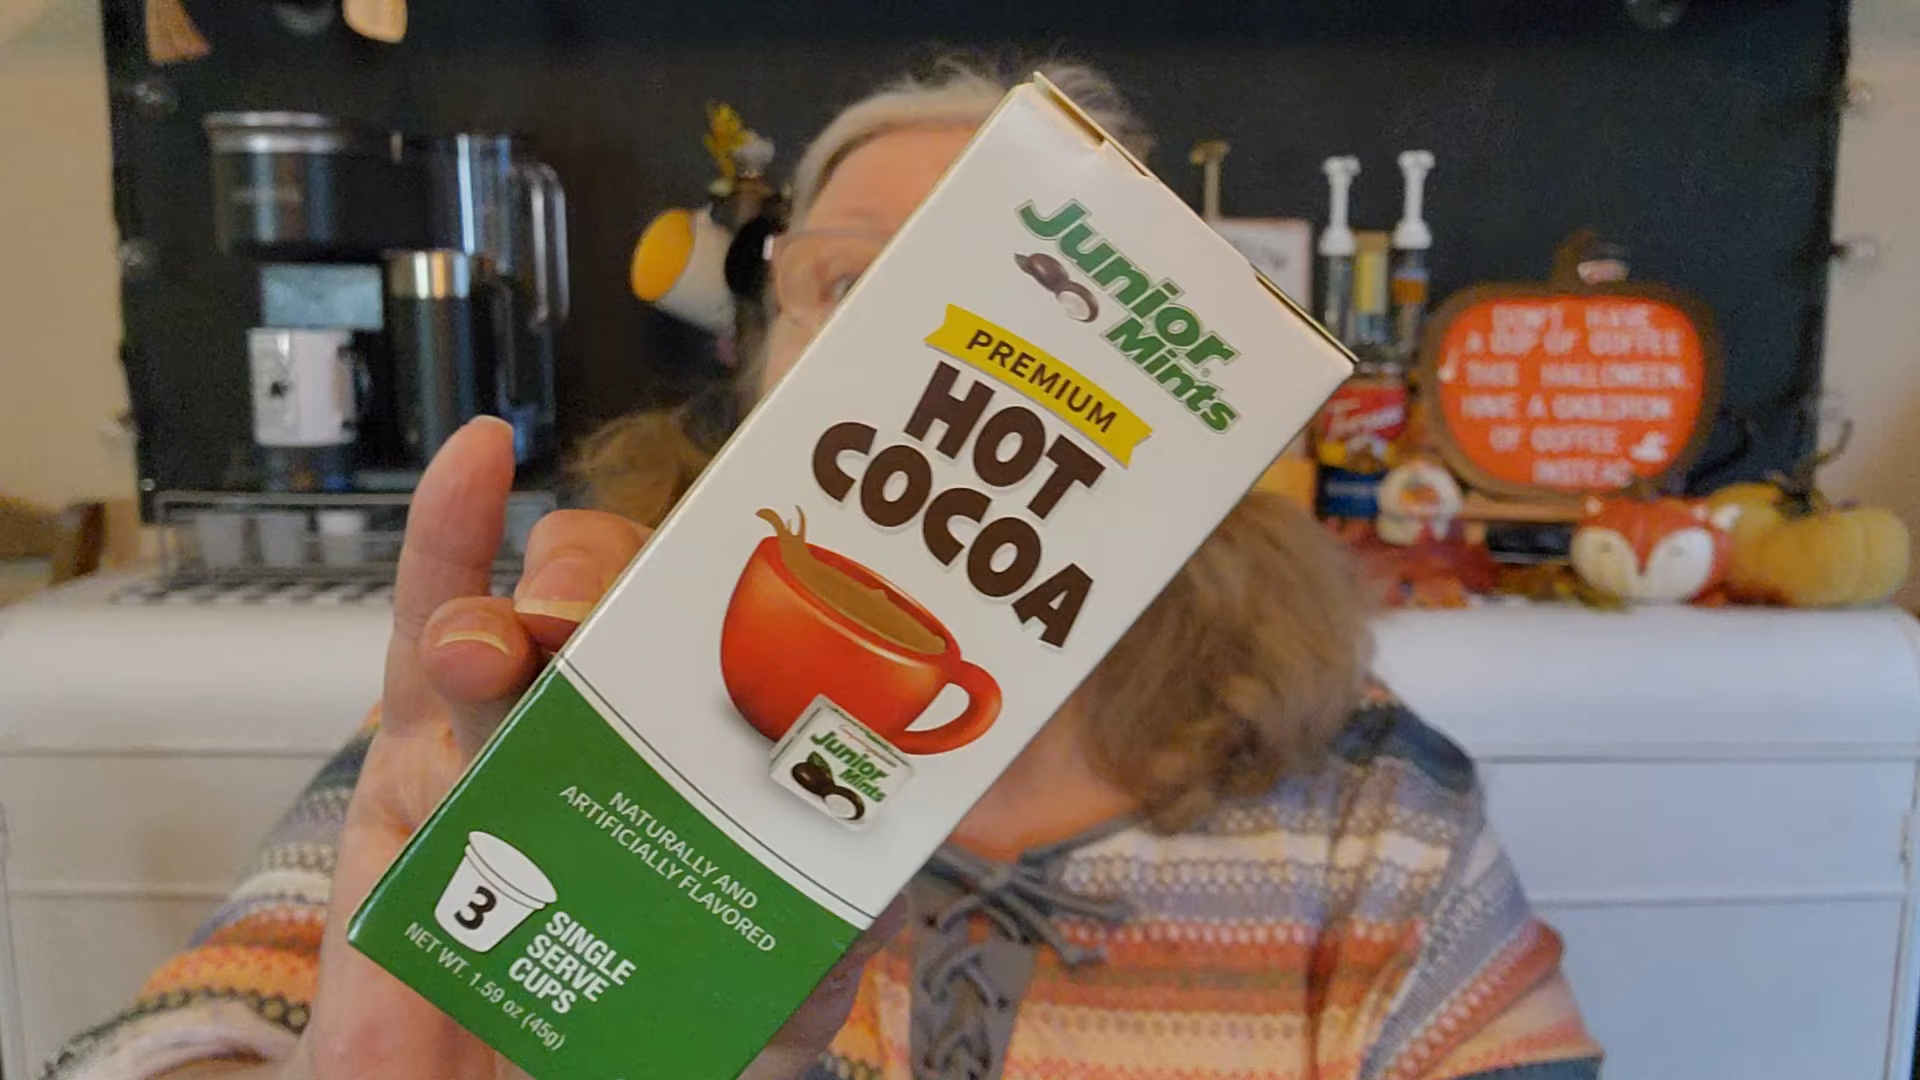 Junior
Mints
PREMIUM
HOT
COCOA
Junior
Mints
NATURALLY AND
ARTIFICIALLY FLAVORED
3
SINGLE
SERVE
CUPS
NET WT. 1.59 oz (45g)
DON'T HAVE
A CUP OF COFFEE
THIS HALLOWEEN.
HAVE A CAULDRON
OF COFFEE
INSTEAD
Torani